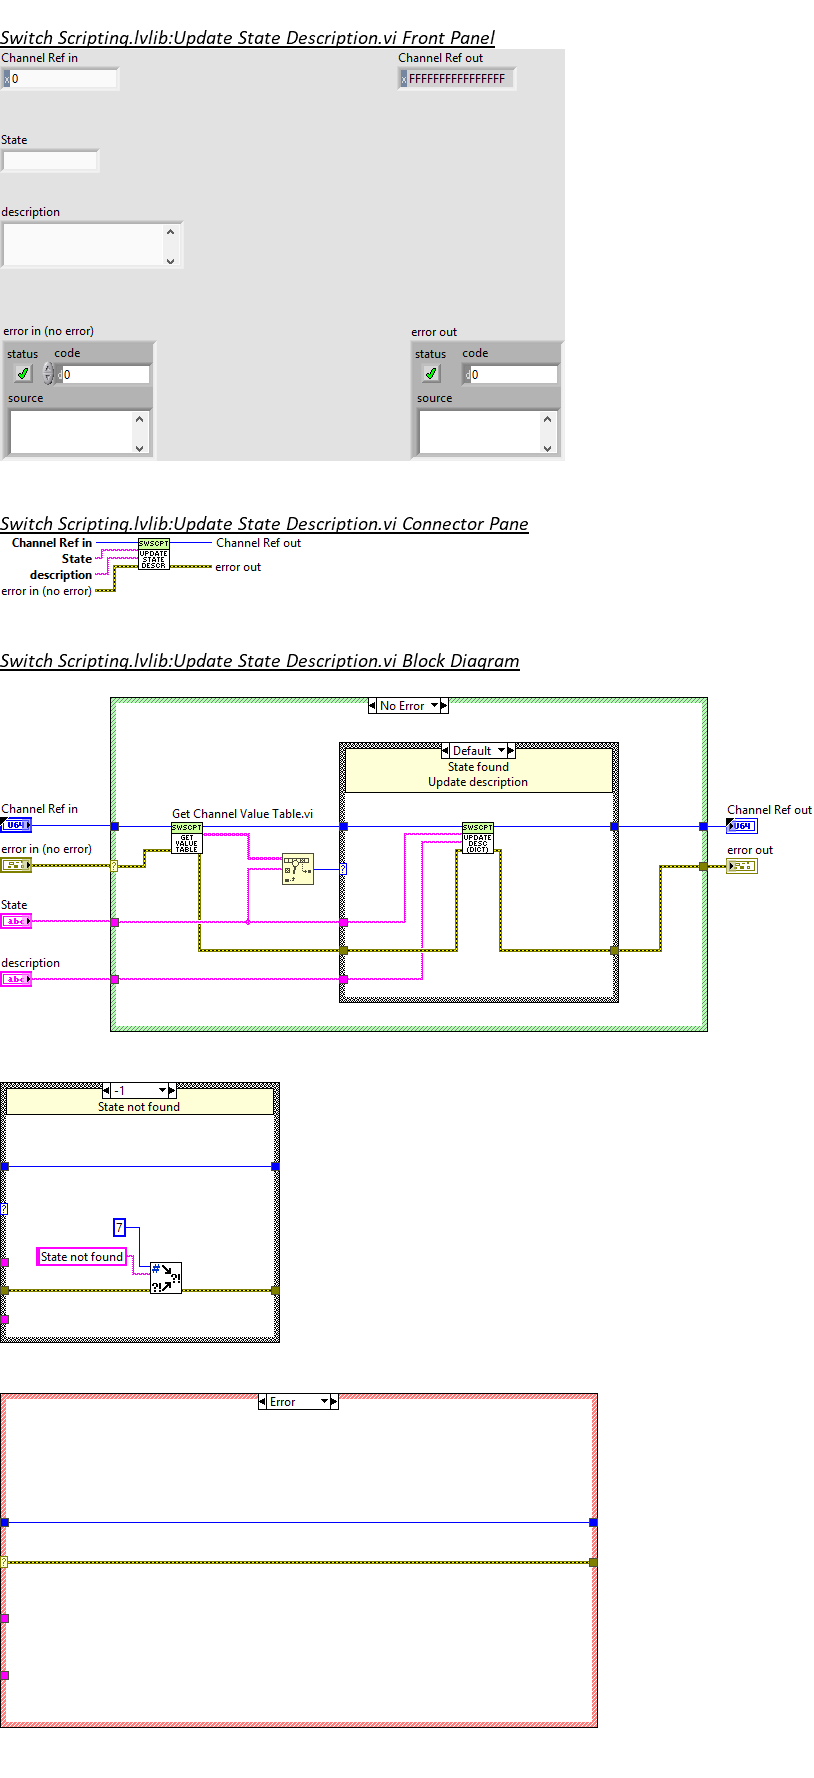 Switch Scripting.lvlib:Update State Description.vi Front Panel
Channel Ref in
Channel Ref out
x 0
x FFFFFFFFFFFFFFFF
State
description
error in (no error)
error out
status code
status code
d 0
d 0
source
source
Switch Scripting.lvlib:Update State Description.vi Connector Pane
Channel Ref in
State
description
error in (no error)
SWSCPT
UPDATE
STATE
DESCR
Channel Ref out
error out
Switch Scripting.lvlib:Update State Description.vi Block Diagram
No Error
Default
State found
Update description
Channel Ref in
U64
error in (no error)
State
abc
description
abc
Get Channel Value Table.vi
SWSCPT
GET
VALUE
TABLE
?
?
SWSCPT
UPDATE
DESC
(DICT)
Channel Ref out
U64
error out
-1
State not found
?
7
State not found
# ?!
?!
Error
?